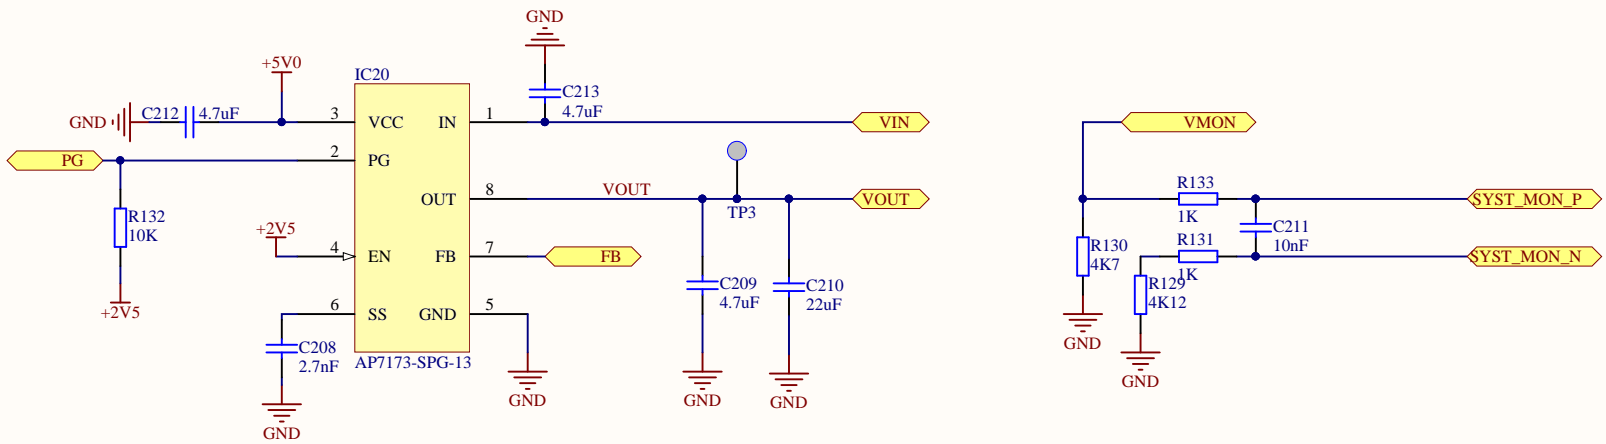 GND
+5V0
IC20
C212 4.7uF
GND
3 VCC
IN 1
C213
4.7uF
VIN
VMON
PG
2 PG
OUT 8
VOUT
VOUT
TP3
R132
10K
+2V5
4 EN
FB 7
FB
+2V5
6 SS
GND 5
C209
4.7uF
C210
22uF
C208
2.7nF
AP7173-SPG-13
GND
GND
GND
GND
R133
1K
SYST_MON_P
C211
10nF
R130
4K7
R131
1K
SYST_MON_N
R129
4K12
GND
GND